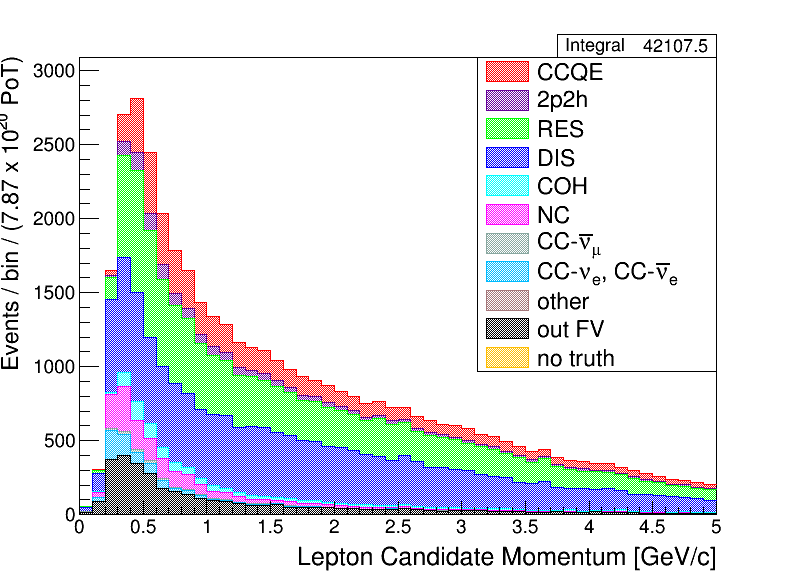 Integral 42107.5
Events / bin / (7.87 x 10²⁰ PoT)
3000
2500
2000
1500
1000
500
0
CCQE
2p2h
RES
DIS
COH
NC
CC-ν̅μ
CC-νe, CC-ν̅e
other
out FV
no truth
0 0.5 1 1.5 2 2.5 3 3.5 4 4.5 5
Lepton Candidate Momentum [GeV/c]